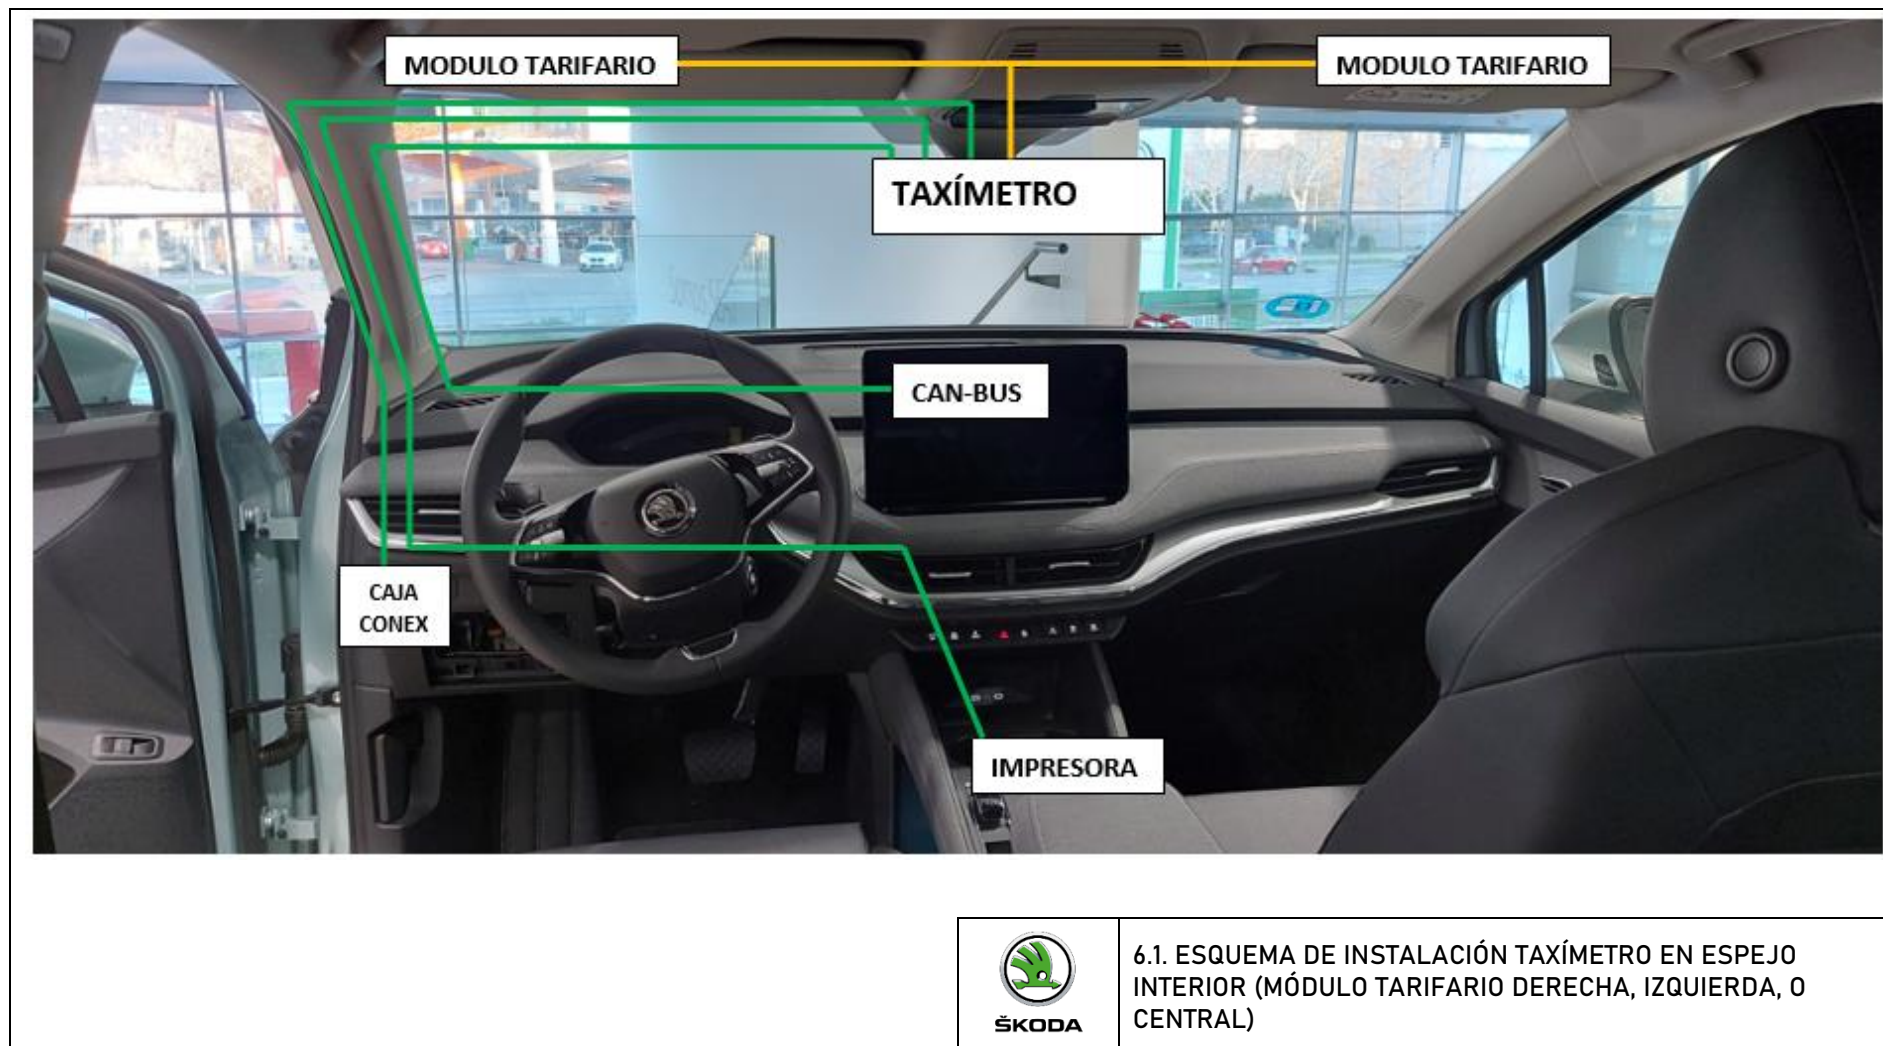 MODULO TARIFARIO
MODULO TARIFARIO
TAXÍMETRO
CAN-BUS
CAJA
CONEX
IMPRESORA
ŠKODA
6.1. ESQUEMA DE INSTALACIÓN TAXÍMETRO EN ESPEJO
INTERIOR (MÓDULO TARIFARIO DERECHA, IZQUIERDA, O
CENTRAL)